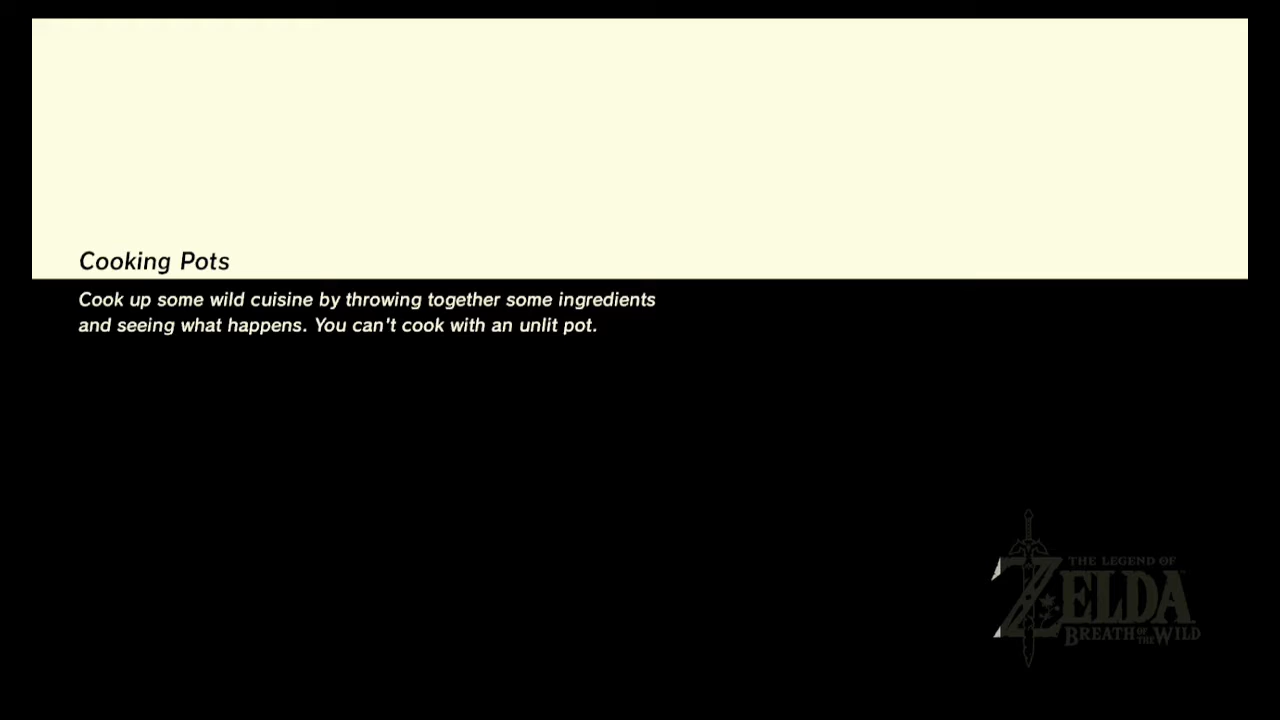 Cooking Pots
Cook up some wild cuisine by throwing together some ingredients
and seeing what happens. You can't cook with an unlit pot.
THE LEGEND OF
ZELDA
BREATH OF THE WILD